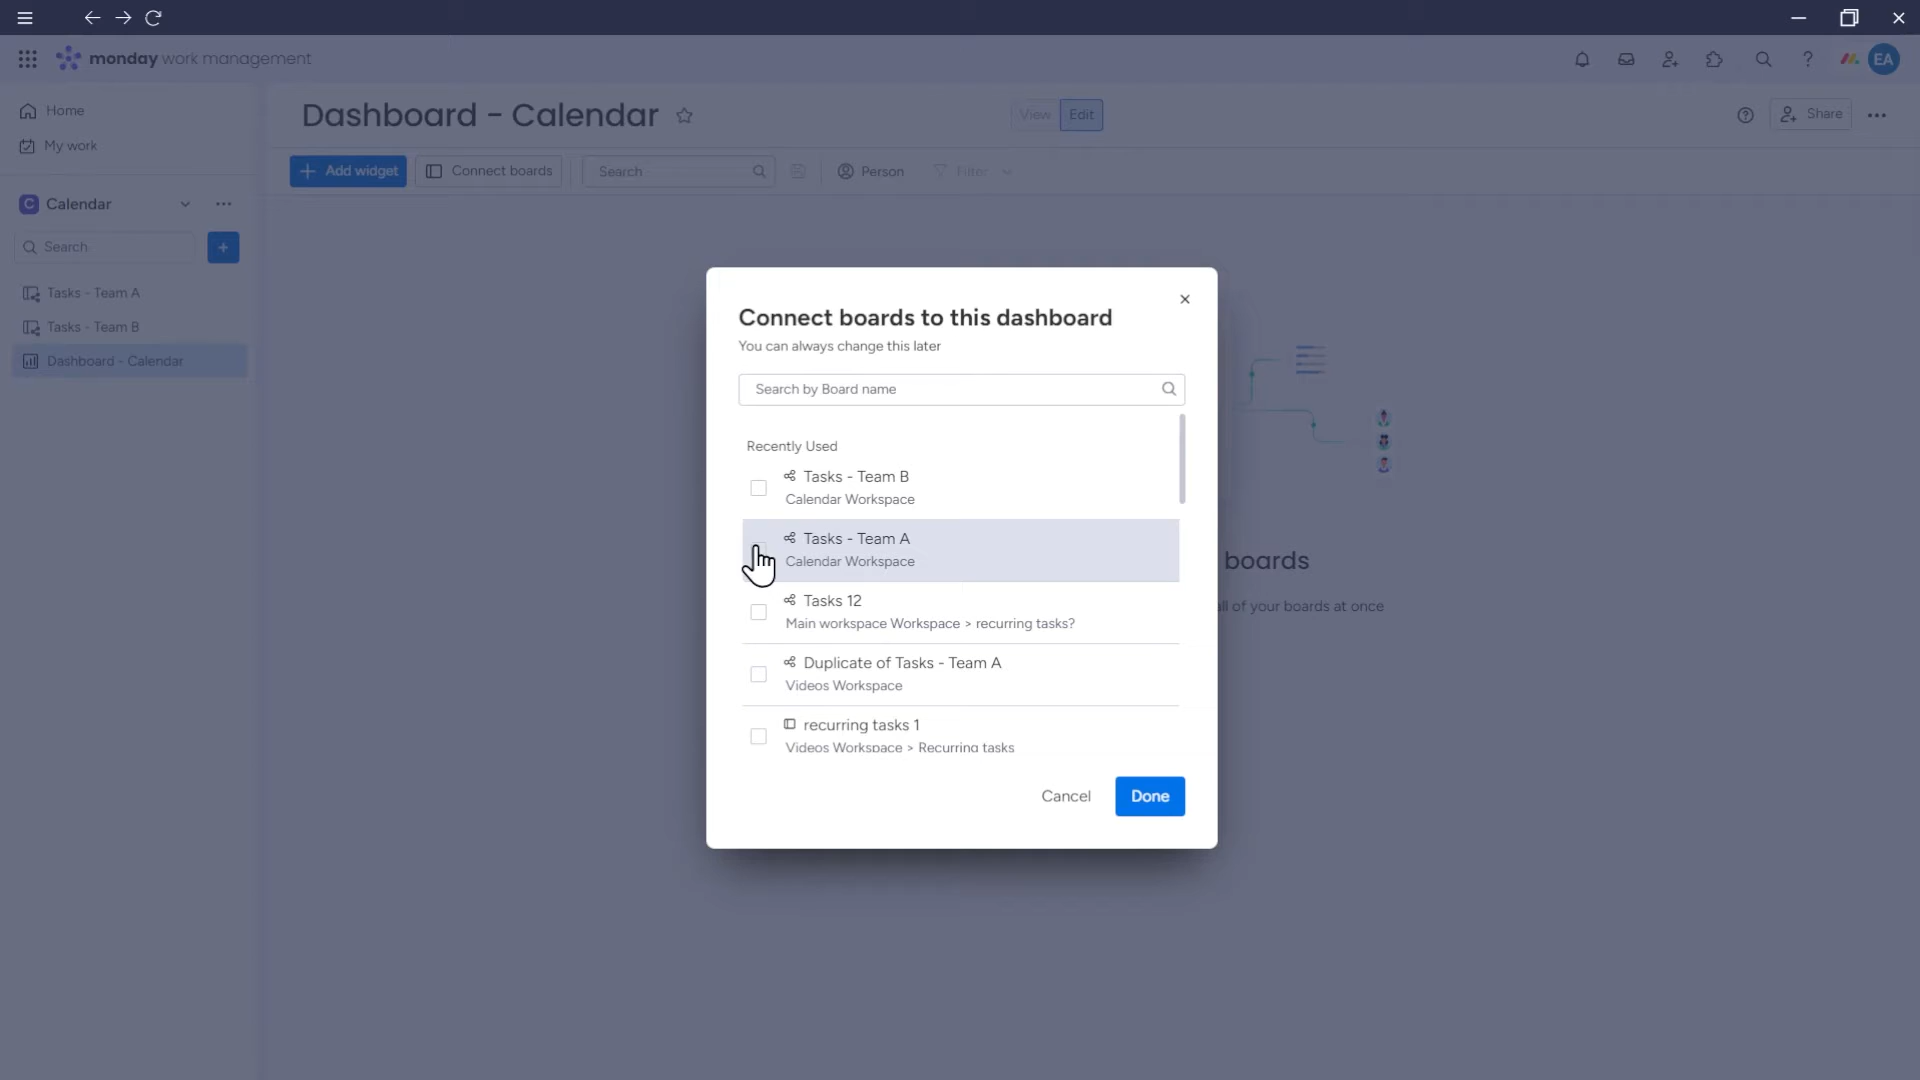 monday work management
EA
Home
My work
Dashboard - Calendar
View
Edit
Share
Add widget
Connect boards
Search
Person
Filter
C Calendar
Search
Tasks - Team A
Tasks - Team B
Dashboard - Calendar
Connect boards to this dashboard
You can always change this later
Search by Board name
Recently Used
Tasks - Team B
Calendar Workspace
Tasks - Team A
Calendar Workspace
Tasks 12
Main workspace Workspace > recurring tasks?
Duplicate of Tasks - Team A
Videos Workspace
recurring tasks 1
Videos Workspace > Recurring tasks
Cancel
Done
boards
all of your boards at once